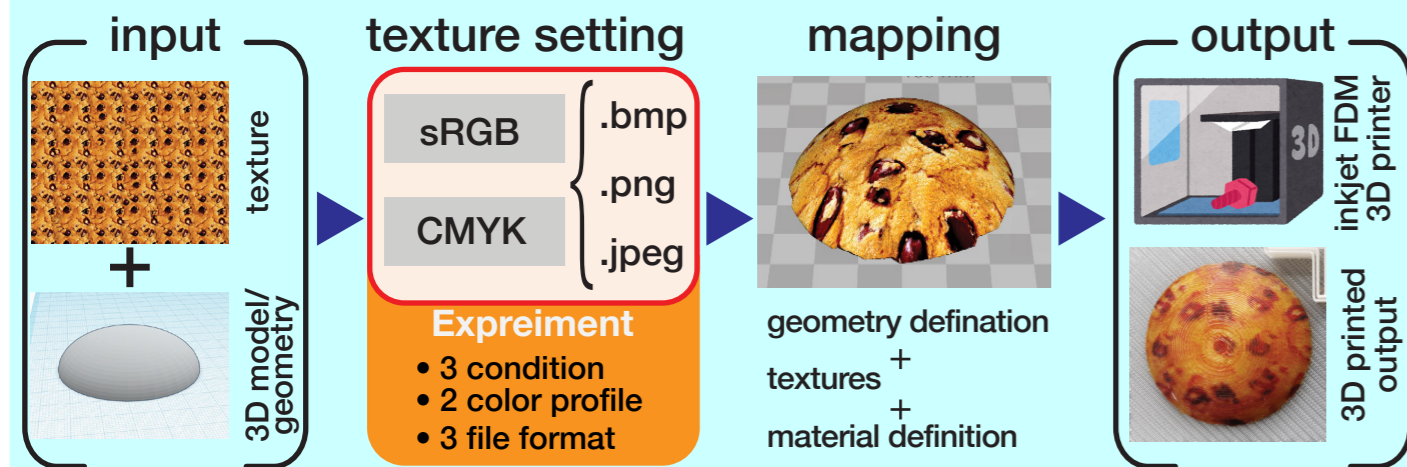 input
texture setting
mapping
output
texture
+
3D model/
geometry
sRGB
CMYK
.bmp
.png
.jpeg
Expreiment
• 3 condition
• 2 color profile
• 3 file format
geometry defination
+
textures
+
material definition
3D
inkjet FDM
3D printer
3D printed
output